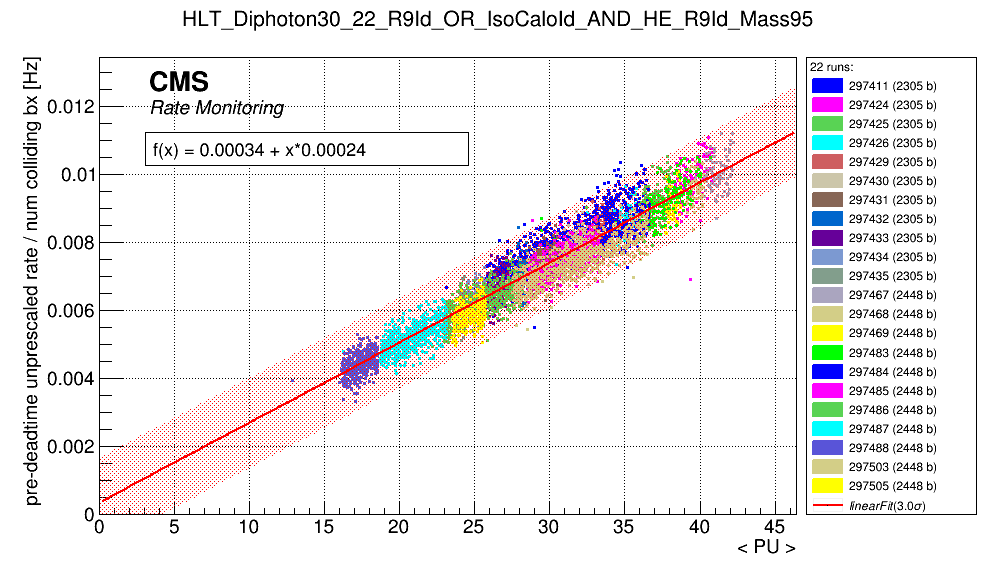 HLT_Diphoton30_22_R9Id_OR_IsoCaloId_AND_HE_R9Id_Mass95
pre-deadtime unprescaled rate / num colliding bx [Hz]
CMS
Rate Monitoring
f(x) = 0.00034 + x*0.00024
0.012
0.01
0.008
0.006
0.004
0.002
0
0 5 10 15 20 25 30 35 40 45
< PU >
22 runs:
297411 (2305 b)
297424 (2305 b)
297425 (2305 b)
297426 (2305 b)
297429 (2305 b)
297430 (2305 b)
297431 (2305 b)
297432 (2305 b)
297433 (2305 b)
297434 (2305 b)
297435 (2305 b)
297467 (2448 b)
297468 (2448 b)
297469 (2448 b)
297483 (2448 b)
297484 (2448 b)
297485 (2448 b)
297486 (2448 b)
297487 (2448 b)
297488 (2448 b)
297503 (2448 b)
297505 (2448 b)
linearFit(3.0σ)